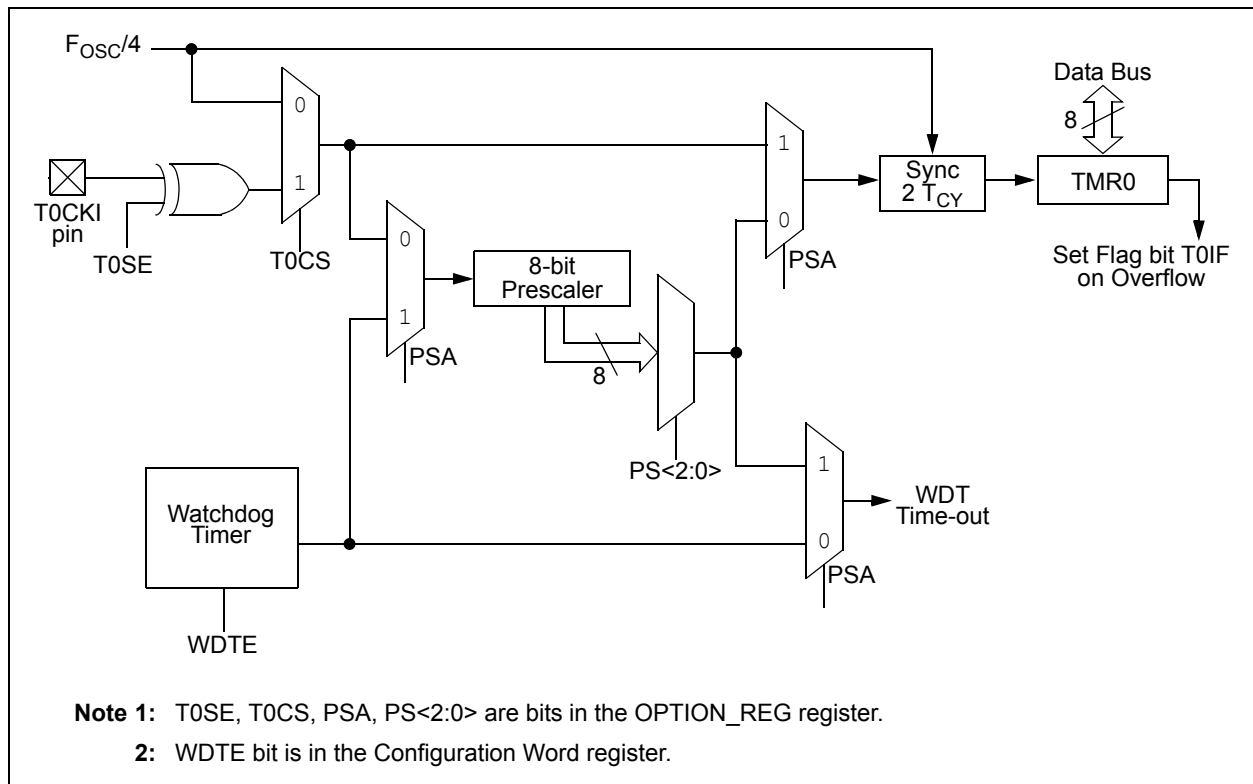 FOSC/4
Data Bus
0
8
1
T0CKI
pin
1
Sync
2 TCY
TMR0
T0SE
T0CS
0
0
PSA
Set Flag bit T0IF
on Overflow
8-bit
Prescaler
1
PSA
8
PS<2:0>
1
WDT
Time-out
Watchdog
Timer
0
PSA
WDTE
Note 1: T0SE, T0CS, PSA, PS<2:0> are bits in the OPTION_REG register.
2: WDTE bit is in the Configuration Word register.